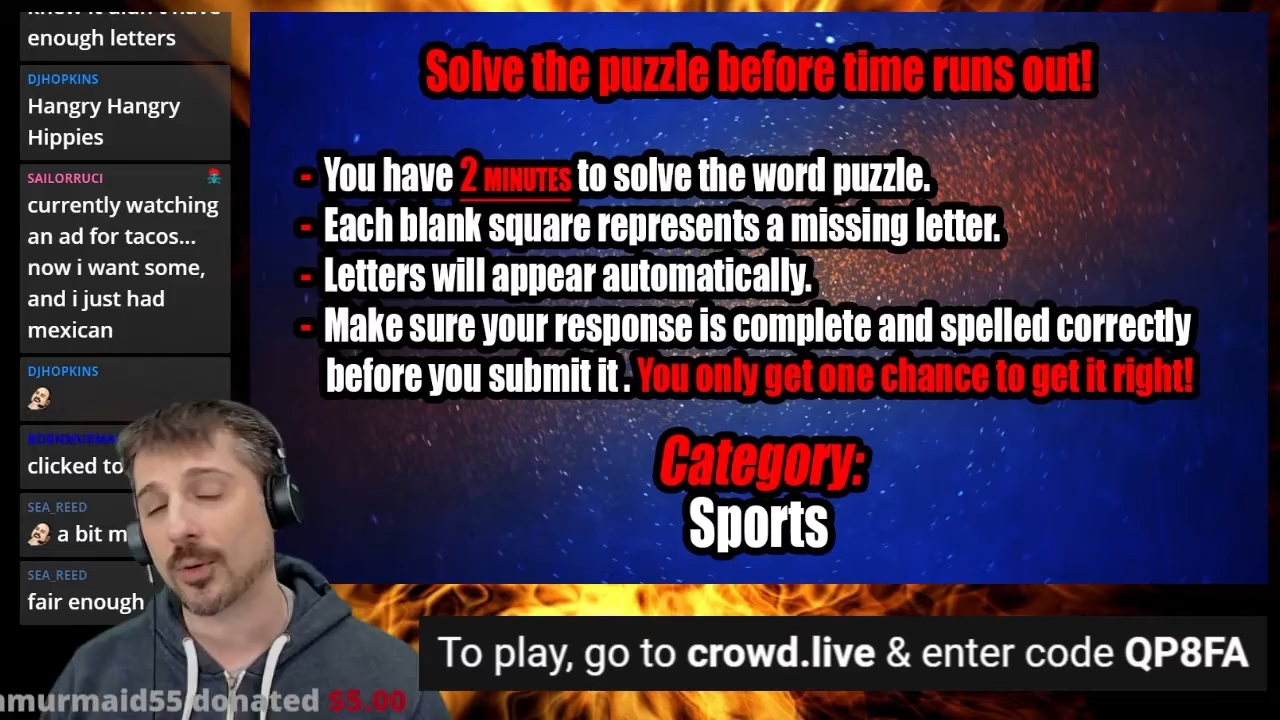 enough letters
DJHOPKINS
Hangry Hangry
Hippies
SAILORRUCI
currently watching
an ad for tacos...
now i want some,
and i just had
mexican
DJHOPKINS
clicked to
SEA_REED
a bit m
SEA_REED
fair enough
Solve the puzzle before time runs out!
- You have 2 MINUTES to solve the word puzzle.
- Each blank square represents a missing letter.
- Letters will appear automatically.
- Make sure your response is complete and spelled correctly
before you submit it . You only get one chance to get it right!
Category:
Sports
To play, go to crowd.live & enter code QP8FA
murmaid55 donated $5.00